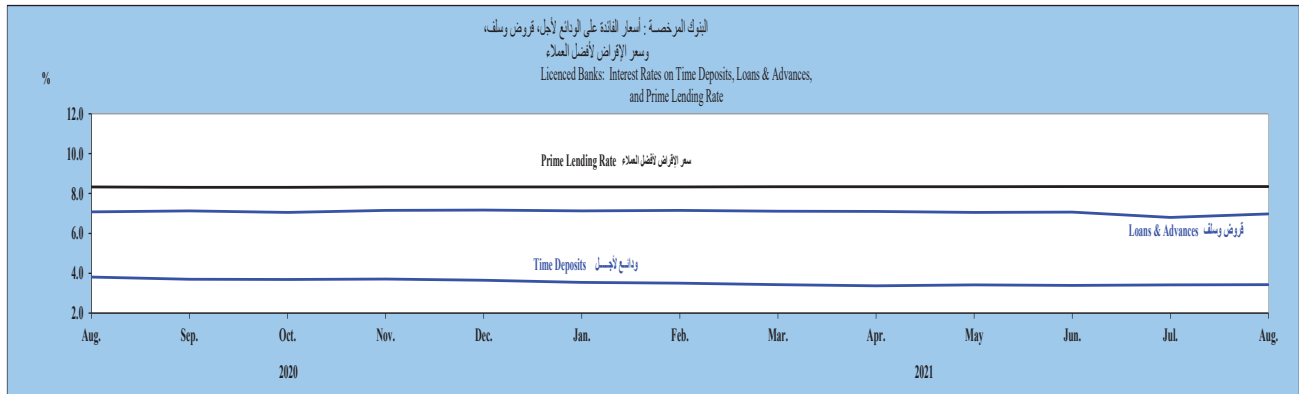 البنوك المرخصــة : أسعار الفائدة على الودائع لأجل، قروض وسلف،
وسعر الإقراض لأفضل العملاء
Licenced Banks: Interest Rates on Time Deposits, Loans & Advances,
and Prime Lending Rate
%
12.0
10.0
Prime Lending Rate سعر الإقراض لأفضل العملاء
8.0
6.0
Loans & Advances قروض وسلف
Time Deposits ودائــع لأجــــل
4.0
2.0
Aug. Sep. Oct. Nov. Dec. Jan. Feb. Mar. Apr. May Jun. Jul. Aug.
2020 2021